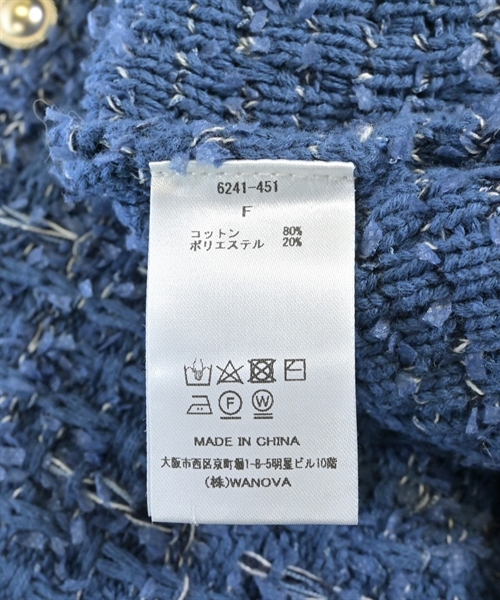 6241-451
F
コットン 80%
ポリエステル 20%
F W
MADE IN CHINA
大阪市西区京町堀1-8-5明星ビル10階
(株)WANOVA